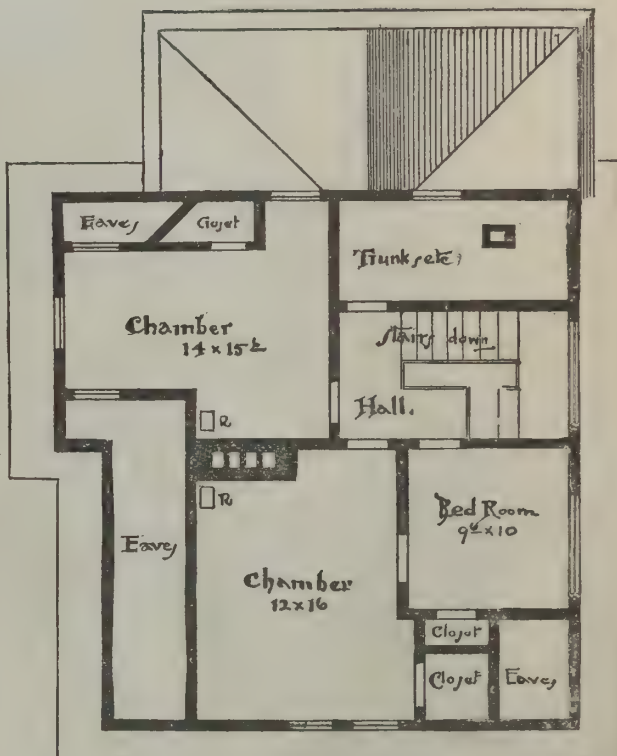 Eaves
Closet
Trunks etc.
Chamber
14 x 15½
Stairs down
Hall.
R
R
Bed Room
9½ x 10
Eaves
Chamber
12 x 16
Closet
Closet
Eaves